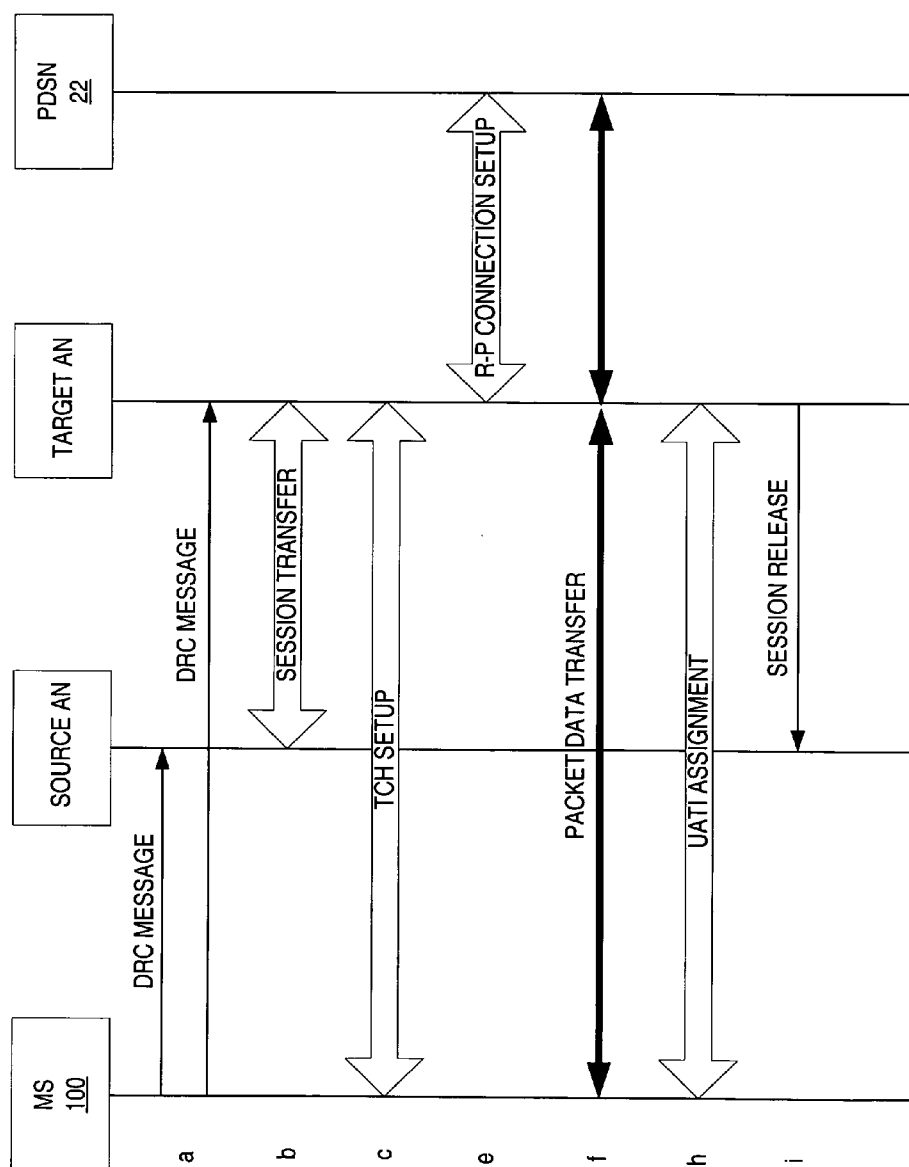 MS
100
SOURCE AN
TARGET AN
PDSN
22
a
DRC MESSAGE
DRC MESSAGE
b
SESSION TRANSFER
c
TCH SETUP
e
R-P CONNECTION SETUP
f
PACKET DATA TRANSFER
h
UATI ASSIGNMENT
i
SESSION RELEASE